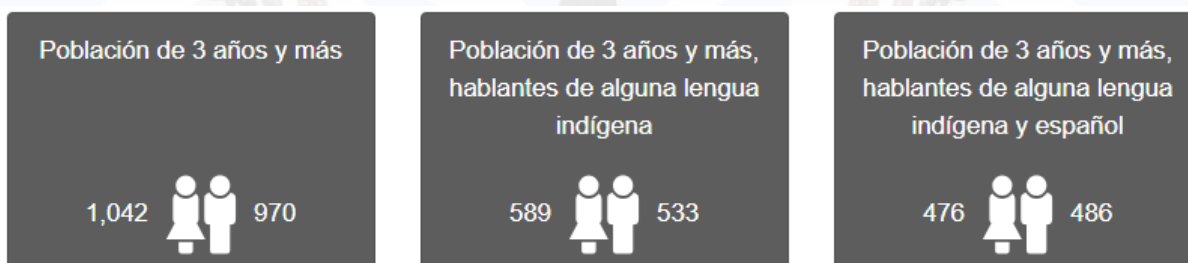 Población de 3 años y más
1,042 970
Población de 3 años y más,
hablantes de alguna lengua
indígena
589 533
Población de 3 años y más,
hablantes de alguna lengua
indígena y español
476 486